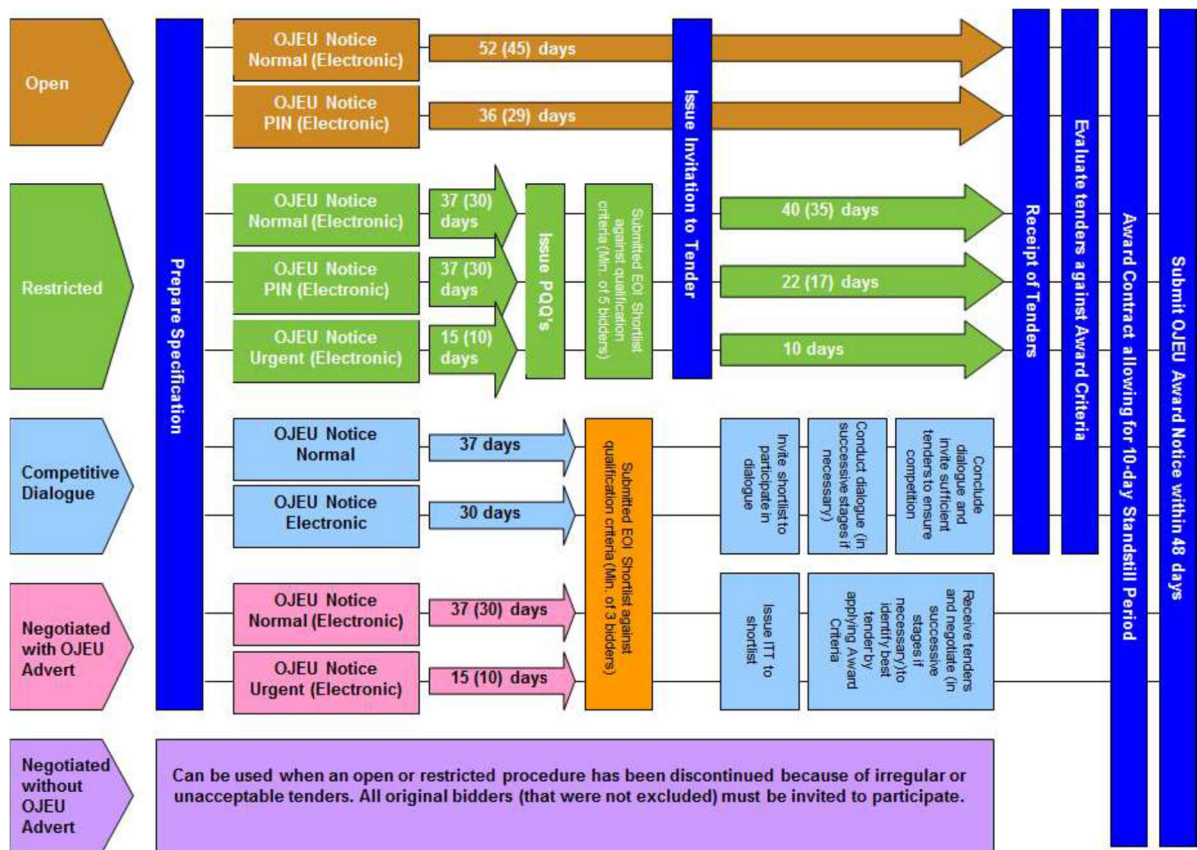 Open
Prepare Specification
OJEU Notice
Normal (Electronic)
52 (45) days
OJEU Notice
PIN (Electronic)
36 (29) days
Issue Invitation to Tender
Receipt of Tenders
Evaluate tenders against Award Criteria
Award Contract allowing for 10-day Standstill Period
Submit OJEU Award Notice within 48 days
Restricted
OJEU Notice
Normal (Electronic)
37 (30)
days
OJEU Notice
PIN (Electronic)
37 (30)
days
OJEU Notice
Urgent (Electronic)
15 (10)
days
Issue PQQ's
Submitted EOI Shortlist
against qualification
criteria (Min. of 5 bidders)
40 (35) days
22 (17) days
10 days
Competitive
Dialogue
OJEU Notice
Normal
37 days
OJEU Notice
Electronic
30 days
Submitted EOI Shortlist against
qualification criteria (Min. of 3 bidders)
Invite shortlist to
participate in
dialogue
Conduct dialogue (in
successive stages if
necessary)
Conclude
dialogue and
invite sufficient
tenders to ensure
competition
Negotiated
with OJEU
Advert
OJEU Notice
Normal (Electronic)
37 (30) days
OJEU Notice
Urgent (Electronic)
15 (10) days
Issue ITT to
shortlist
Receive tenders
and negotiate (in
successive
stages if
necessary)to
identify best
tender by
applying Award
Criteria
Negotiated
without
OJEU
Advert
Can be used when an open or restricted procedure has been discontinued because of irregular or
unacceptable tenders. All original bidders (that were not excluded) must be invited to participate.